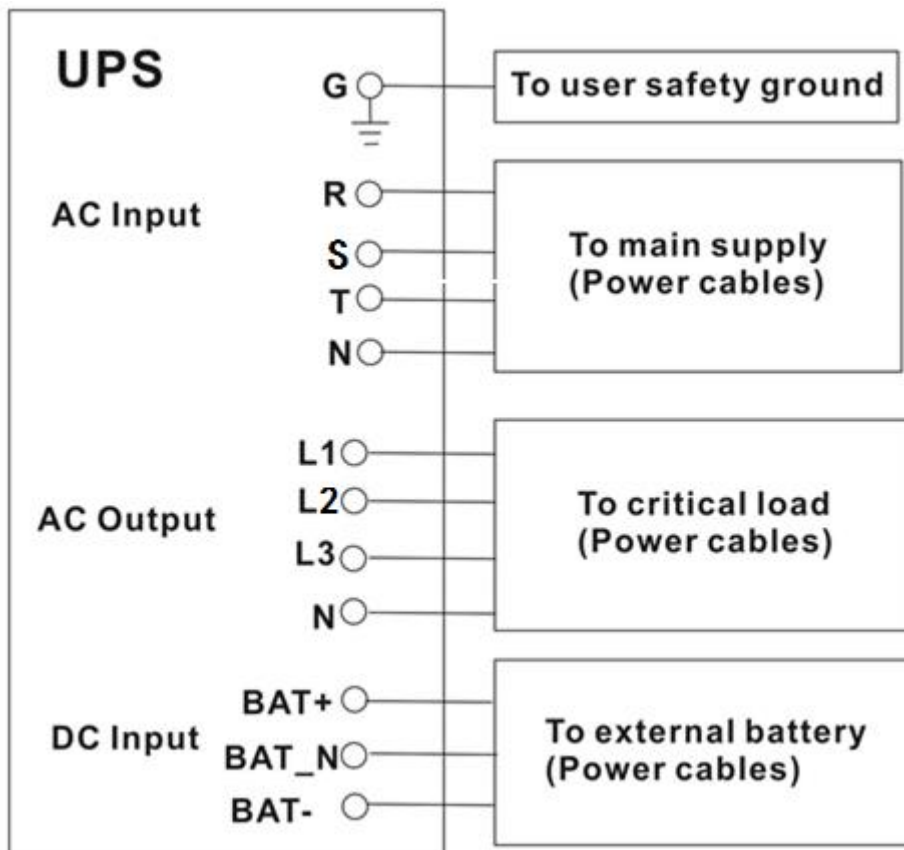 UPS
G
To user safety ground
AC Input
R
S
T
N
To main supply
(Power cables)
AC Output
L1
L2
L3
N
To critical load
(Power cables)
DC Input
BAT+
BAT_N
BAT-
To external battery
(Power cables)